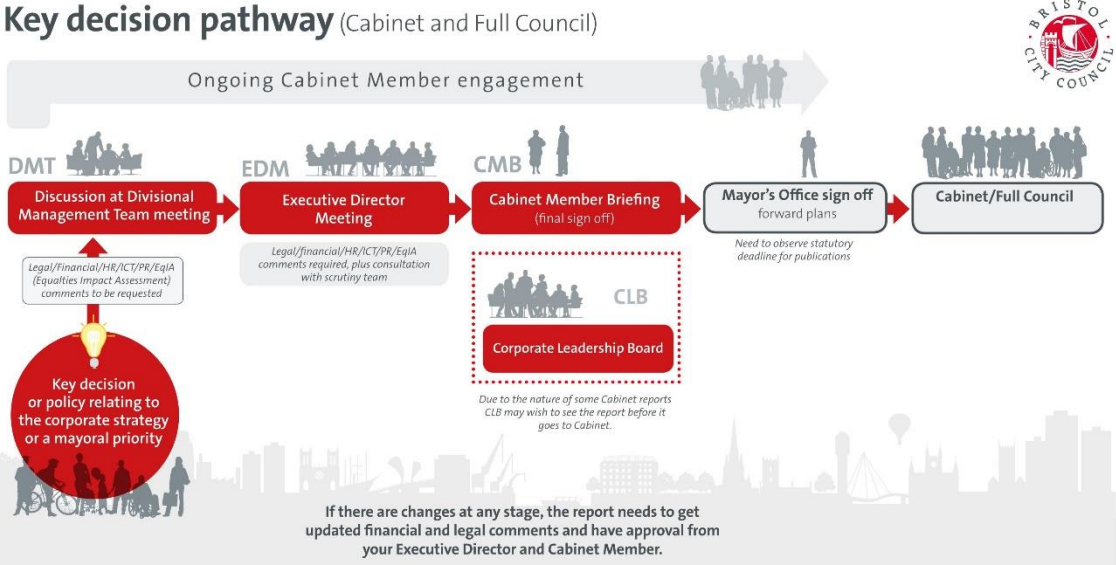 Key decision pathway (Cabinet and Full Council)
BRISTOL
CITY COUNCIL
Ongoing Cabinet Member engagement
DMT
Discussion at Divisional
Management Team meeting
EDM
Executive Director
Meeting
CMB
Cabinet Member Briefing
(final sign off)
Mayor's Office sign off
forward plans
Cabinet/Full Council
Legal/Financial/HR/ICT/PR/EqIA
(Equalties Impact Assessment)
comments to be requested
Legal/financial/HR/ICT/PR/EqIA
comments required, plus consultation
with scrutiny team
Need to observe statutory
deadline for publications
CLB
Corporate Leadership Board
Due to the nature of some Cabinet reports
CLB may wish to see the report before it
goes to Cabinet.
Key decision
or policy relating to
the corporate strategy
or a mayoral priority
If there are changes at any stage, the report needs to get
updated financial and legal comments and have approval from
your Executive Director and Cabinet Member.